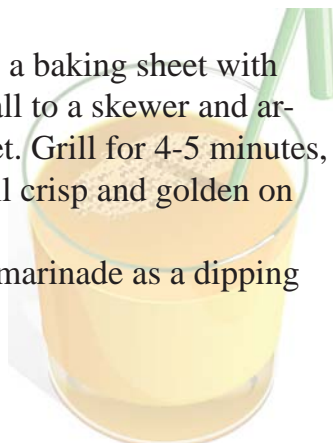 a baking sheet with
all to a skewer and ar-
et. Grill for 4-5 minutes,
il crisp and golden on
marinade as a dipping